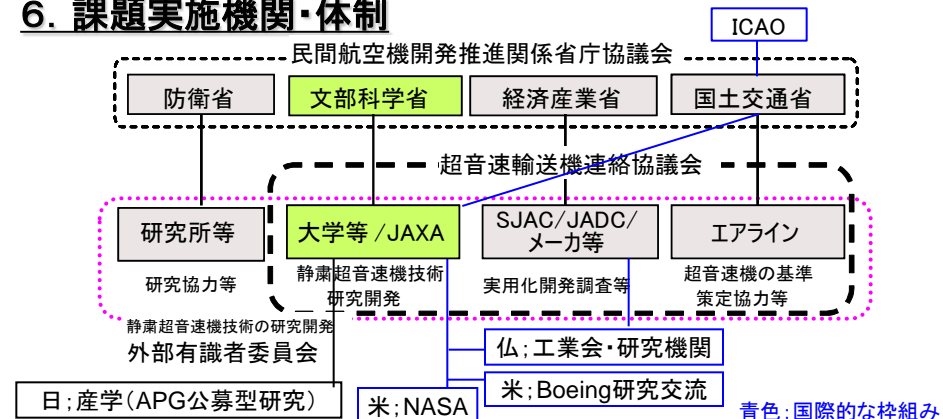 6．課題実施機関・体制
ICAO
民間航空機開発推進関係省庁協議会
防衛省
文部科学省
経済産業省
国土交通省
超音速輸送機連絡協議会
研究所等
大学等 /JAXA
SJAC/JADC/
メーカ等
エアライン
研究協力等
静粛超音速機技術
研究開発
実用化開発調査等
超音速機の基準
策定協力等
静粛超音速機技術の研究開発
外部有識者委員会
仏；工業会・研究機関
米；Boeing研究交流
日；産学（APG公募型研究）
米；NASA
青色：国際的な枠組み